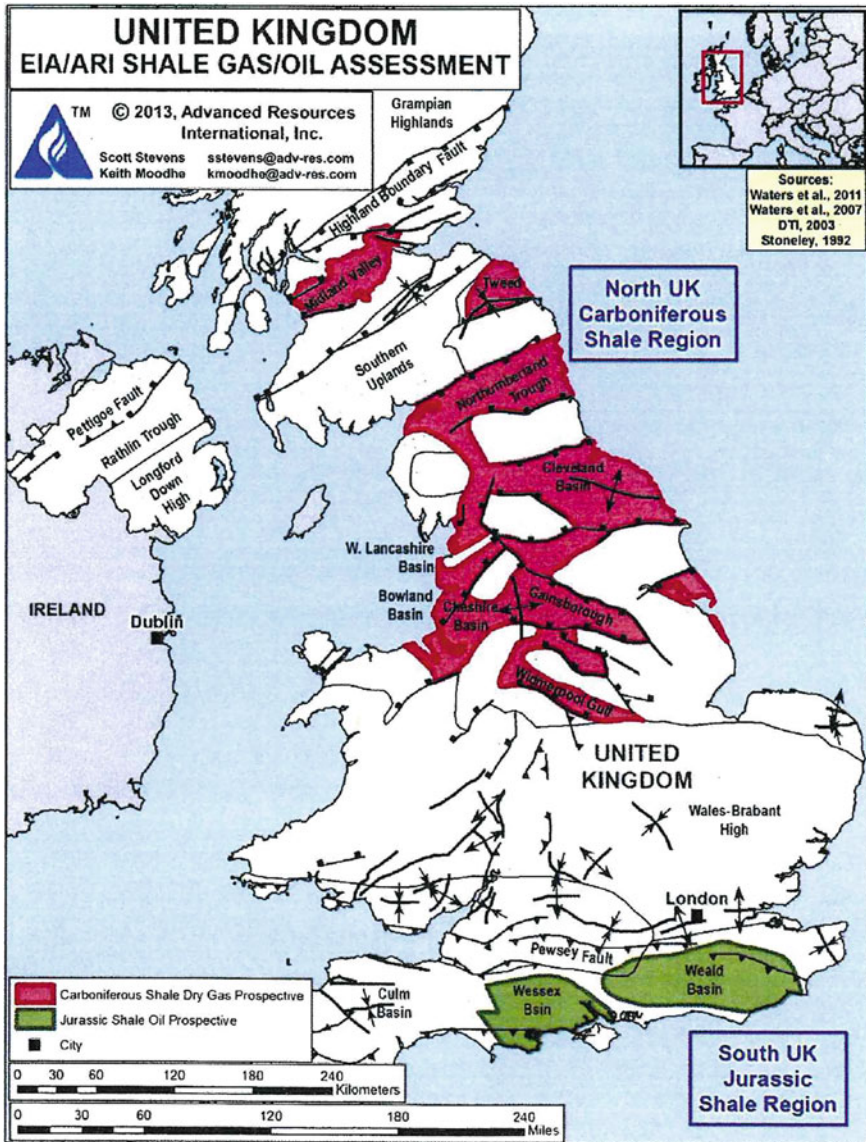 UNITED KINGDOM
EIA/ARI SHALE GAS/OIL ASSESSMENT
TM
© 2013, Advanced Resources
International, Inc.
Scott Stevens sstevens@adv-res.com
Keith Moodhe kmoodhe@adv-res.com
Sources:
Waters et al., 2011
Waters et al., 2007
DTI, 2003
Stoneley, 1992
Grampian
Highlands
Highland Boundary Fault
Midland Valley
Tweed
North UK
Carboniferous
Shale Region
Southern
Uplands
Northumberland
Trough
Pettigoe Fault
Rathlin Trough
Longford
Down
High
Cleveland
Basin
W. Lancashire
Basin
Bowland
Basin
Cheshire
Basin
Gainsborough
Widmerpool Gulf
IRELAND
Dublin
UNITED
KINGDOM
Wales-Brabant
High
London
Pewsey Fault
Weald
Basin
Wessex
Bsin
Culm
Basin
Carboniferous Shale Dry Gas Prospective
Jurassic Shale Oil Prospective
City
0 30 60 120 180 240
Kilometers
0 30 60 120 180 240
Miles
South UK
Jurassic
Shale Region